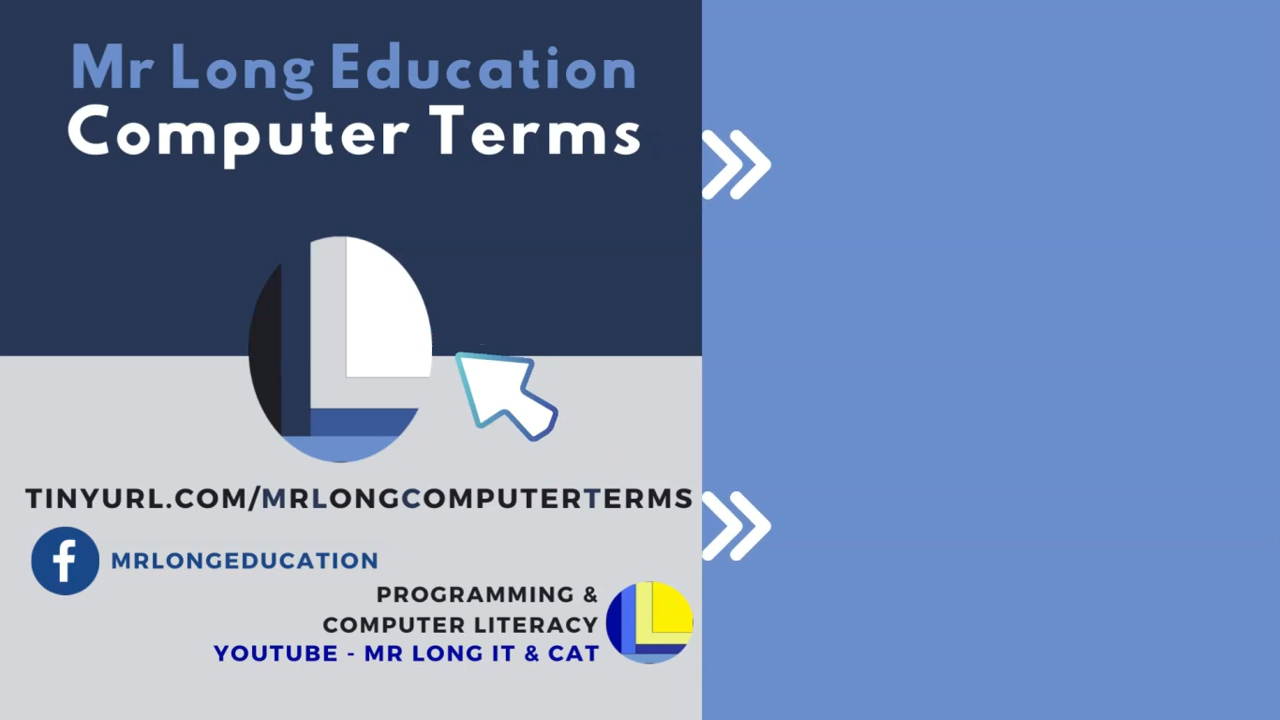 Mr Long Education
Computer Terms
TINYURL.COM/MRLONGCOMPUTERTERMS
MRLONGEDUCATION
PROGRAMMING &
COMPUTER LITERACY
YOUTUBE - MR LONG IT & CAT